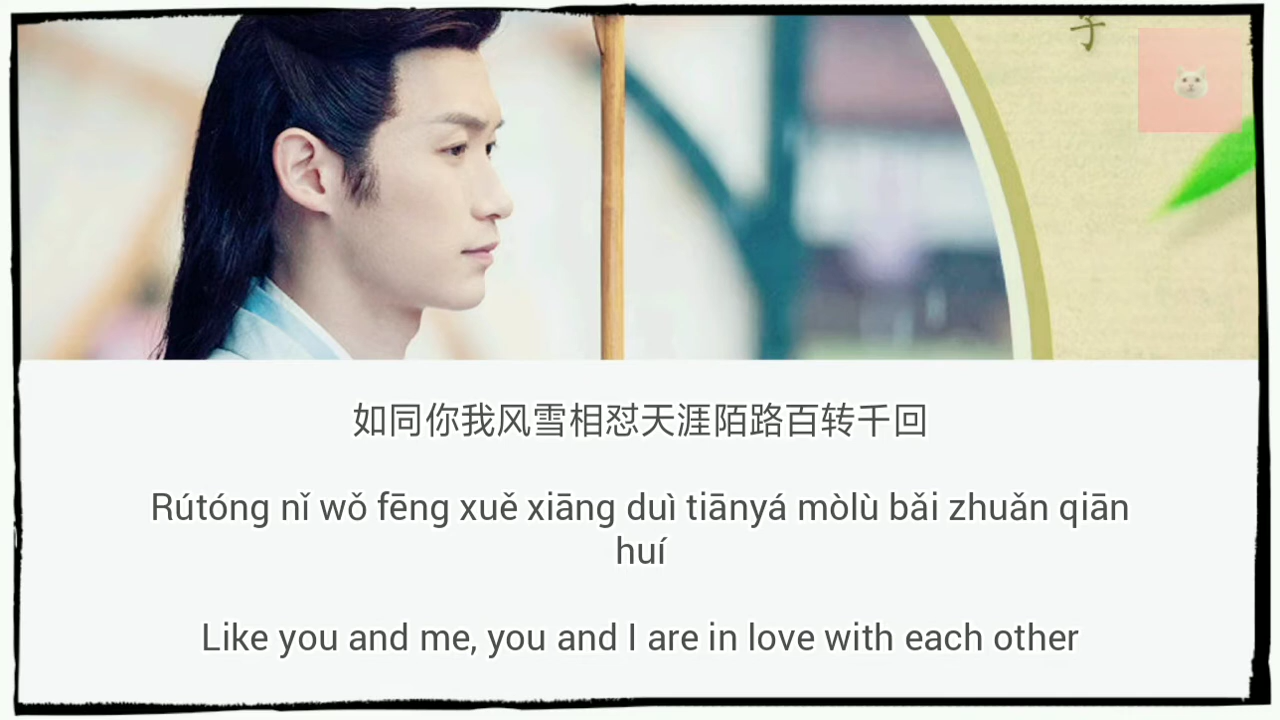 子
如同你我风雪相怼天涯陌路百转千回
Rútóng nǐ wǒ fēng xuě xiāng duì tiānyá mòlù bǎi zhuǎn qiān
huí
Like you and me, you and I are in love with each other